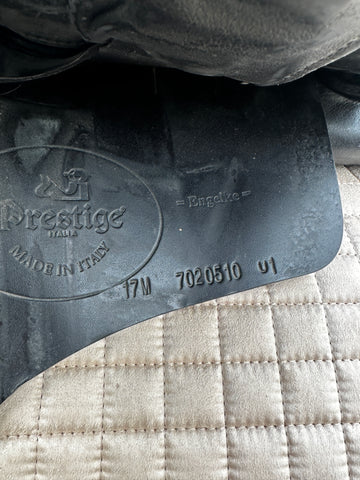 Prestige
ITALIA
MADE IN ITALY
= Engelke =
17M 7020510 01